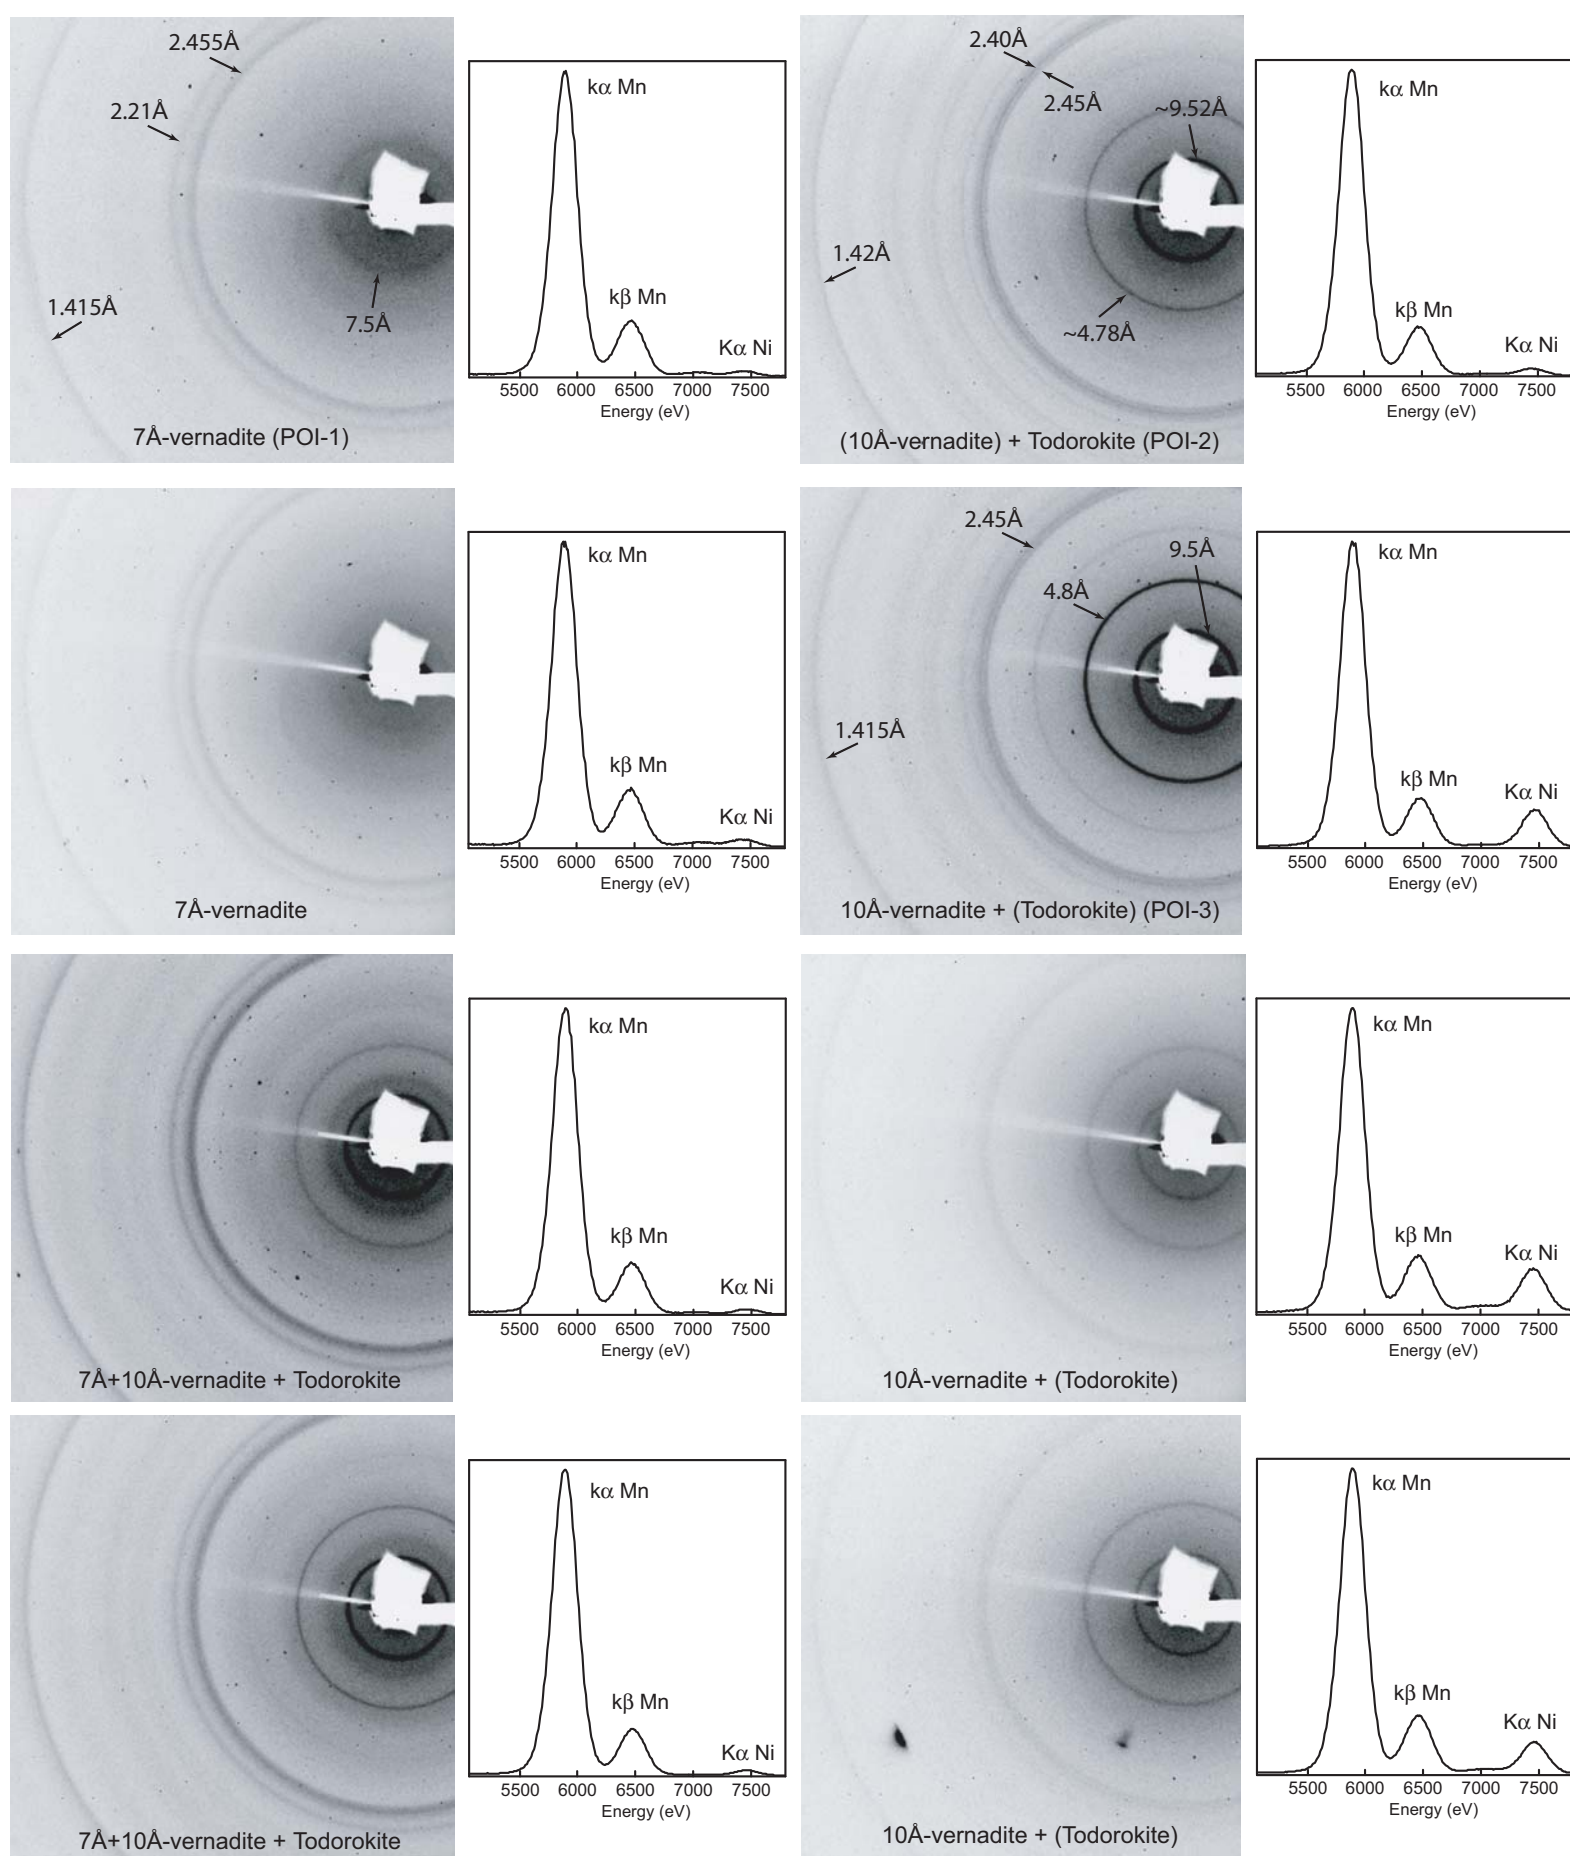 2.455Å
2.21Å
1.415Å
7.5Å
7Å-vernadite (POI-1)
kα Mn
kβ Mn
Kα Ni
5500 6000 6500 7000 7500
Energy (eV)
2.40Å
2.45Å
~9.52Å
1.42Å
~4.78Å
(10Å-vernadite) + Todorokite (POI-2)
kα Mn
kβ Mn
Kα Ni
5500 6000 6500 7000 7500
Energy (eV)
7Å-vernadite
kα Mn
kβ Mn
Kα Ni
5500 6000 6500 7000 7500
Energy (eV)
2.45Å
9.5Å
4.8Å
1.415Å
10Å-vernadite + (Todorokite) (POI-3)
kα Mn
kβ Mn
Kα Ni
5500 6000 6500 7000 7500
Energy (eV)
7Å+10Å-vernadite + Todorokite
kα Mn
kβ Mn
Kα Ni
5500 6000 6500 7000 7500
Energy (eV)
10Å-vernadite + (Todorokite)
kα Mn
kβ Mn
Kα Ni
5500 6000 6500 7000 7500
Energy (eV)
7Å+10Å-vernadite + Todorokite
kα Mn
kβ Mn
Kα Ni
5500 6000 6500 7000 7500
Energy (eV)
10Å-vernadite + (Todorokite)
kα Mn
kβ Mn
Kα Ni
5500 6000 6500 7000 7500
Energy (eV)